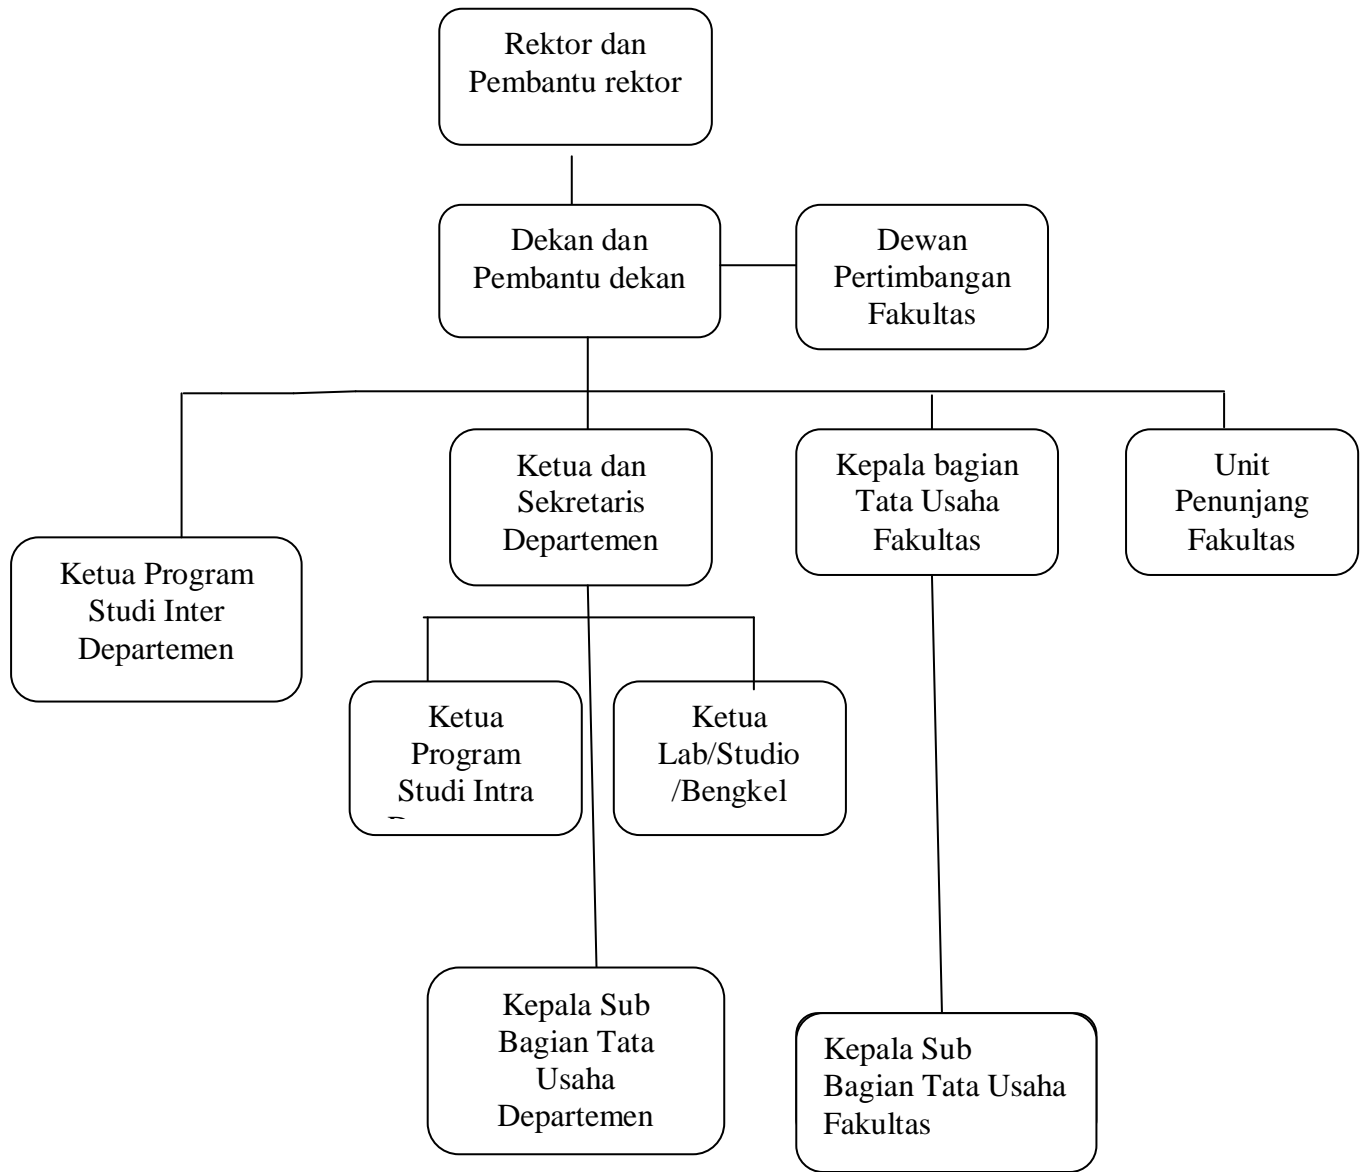 Rektor dan
Pembantu rektor
Dekan dan
Pembantu dekan
Dewan
Pertimbangan
Fakultas
Ketua Program
Studi Inter
Departemen
Ketua dan
Sekretaris
Departemen
Kepala bagian
Tata Usaha
Fakultas
Unit
Penunjang
Fakultas
Ketua
Program
Studi Intra
Ketua
Lab/Studio
/Bengkel
Kepala Sub
Bagian Tata
Usaha
Departemen
Kepala Sub
Bagian Tata Usaha
Fakultas